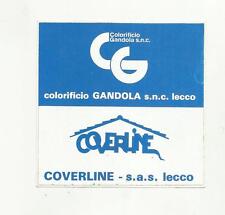 Colorificio
Gandola s.n.c.
CG
colorificio GANDOLA s.n.c. lecco
COVERLINE
COVERLINE - s.a.s. lecco